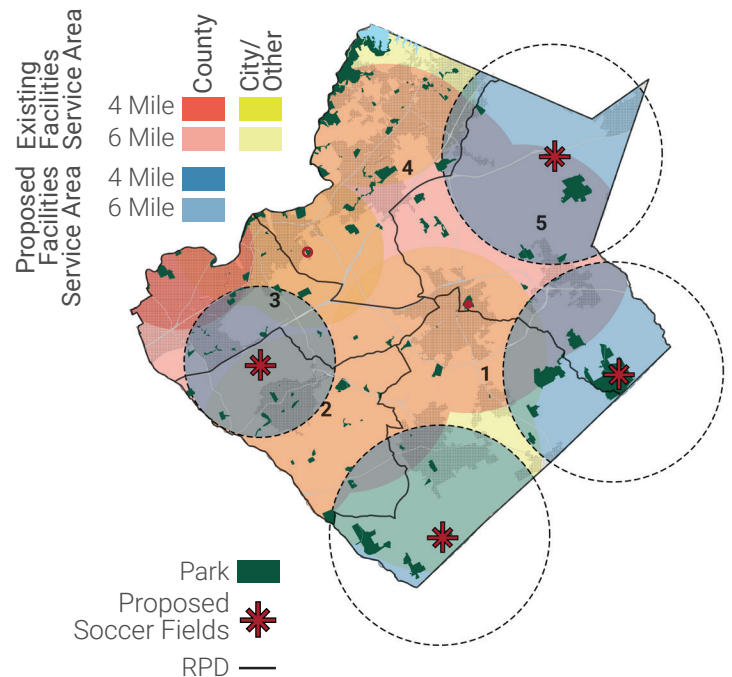 Existing
Facilities
Service Area
County
City/
Other
4 Mile
6 Mile
Proposed
Facilities
Service Area
4 Mile
6 Mile
4
5
3
1
2
Park
Proposed
Soccer Fields
RPD